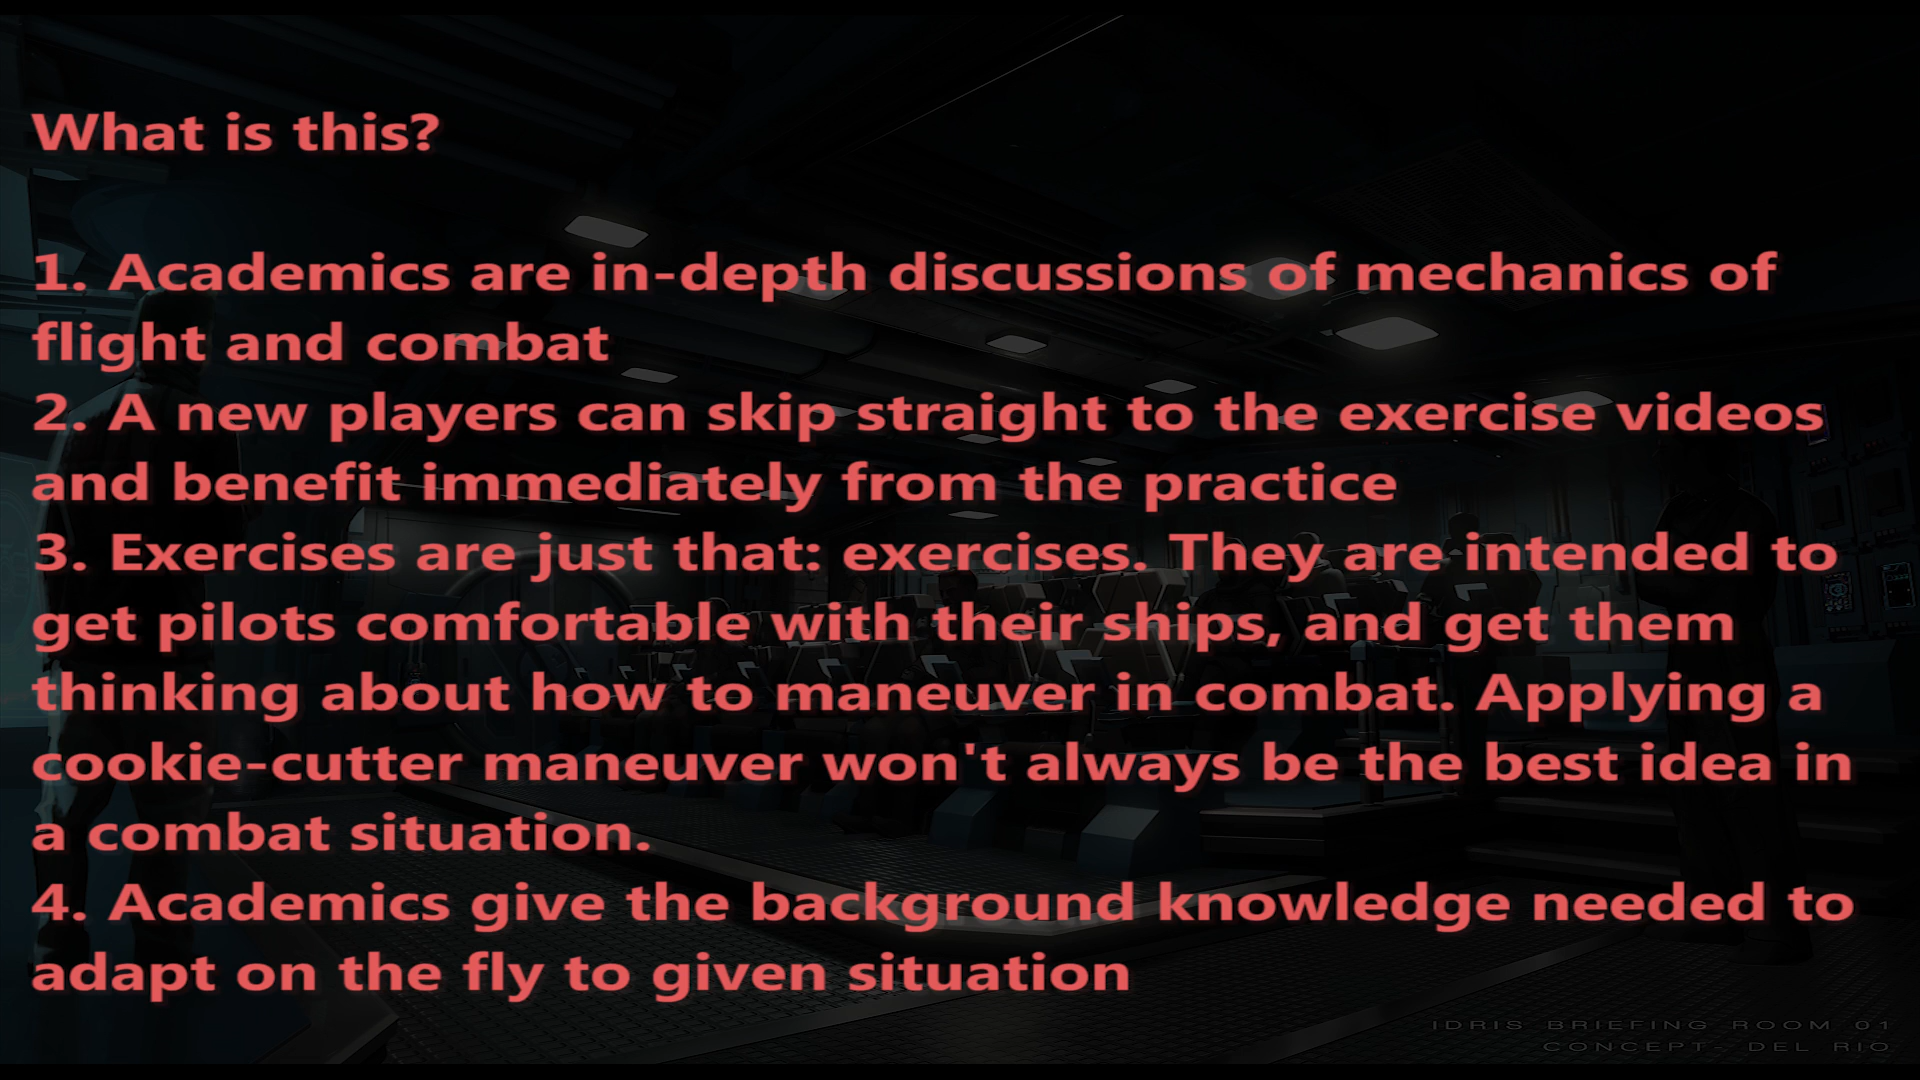 What is this?
1. Academics are in-depth discussions of mechanics of
flight and combat
2. A new players can skip straight to the exercise videos
and benefit immediately from the practice
3. Exercises are just that: exercises. They are intended to
get pilots comfortable with their ships, and get them
thinking about how to maneuver in combat. Applying a
cookie-cutter maneuver won't always be the best idea in
a combat situation.
4. Academics give the background knowledge needed to
adapt on the fly to given situation
IDRIS BRIEFING ROOM 01
CONCEPT- DEL RIO